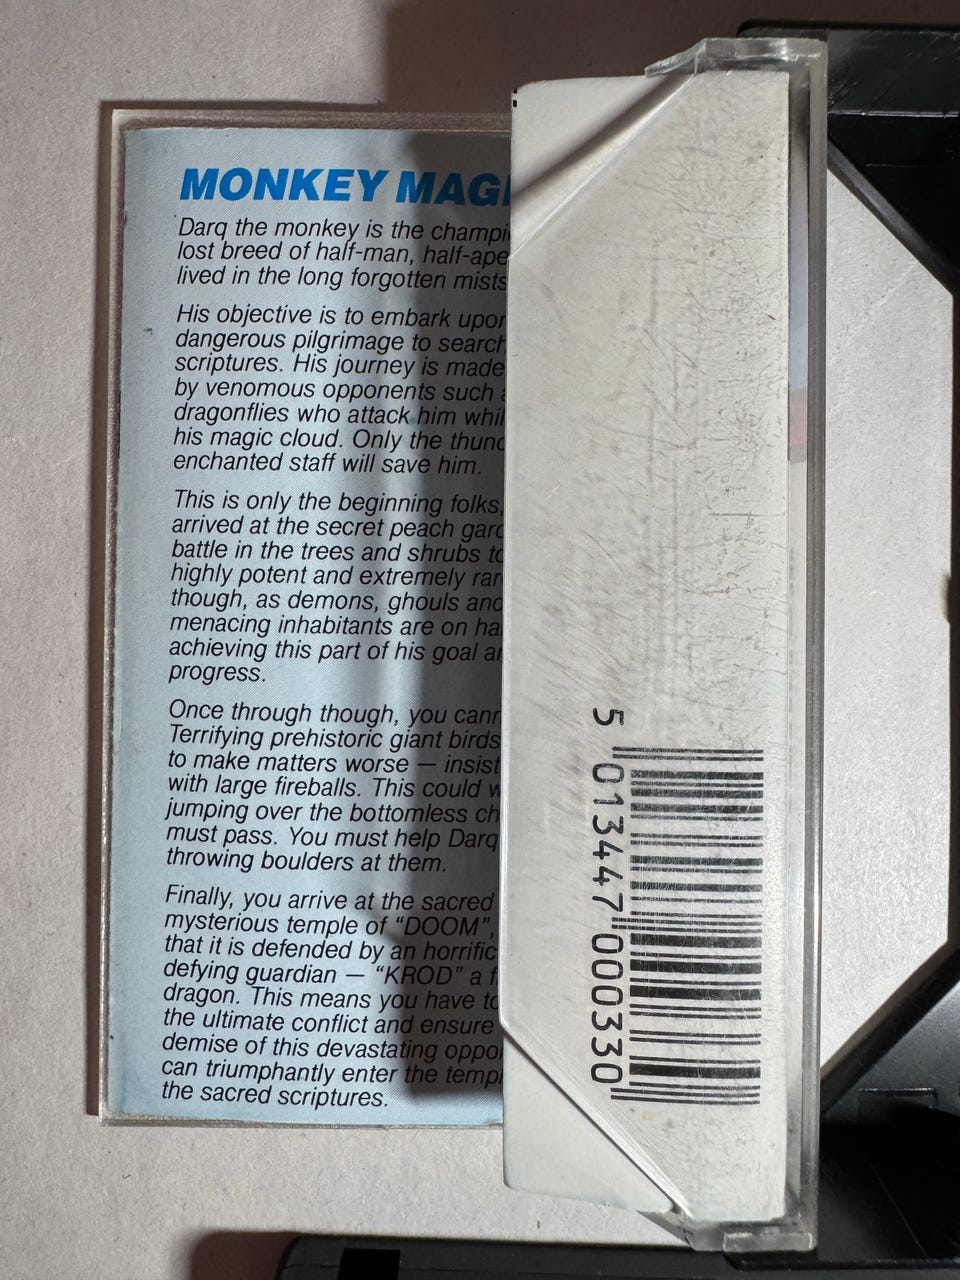 MONKEY MAGI
Darq the monkey is the champi
lost breed of half-man, half-ape
lived in the long forgotten mists
His objective is to embark upon
dangerous pilgrimage to search
scriptures. His journey is made
by venomous opponents such
dragonflies who attack him whil
his magic cloud. Only the thund
enchanted staff will save him.
This is only the beginning folks,
arrived at the secret peach gard
battle in the trees and shrubs to
highly potent and extremely rar
though, as demons, ghouls and
menacing inhabitants are on ha
achieving this part of his goal an
progress.
Once through though, you cann
Terrifying prehistoric giant birds
to make matters worse — insist
with large fireballs. This could w
jumping over the bottomless ch
must pass. You must help Darq
throwing boulders at them.
Finally, you arrive at the sacred
mysterious temple of “DOOM”,
that it is defended by an horrific
defying guardian — “KROD” a f
dragon. This means you have to
the ultimate conflict and ensure
demise of this devastating oppo
can triumphantly enter the templ
the sacred scriptures.
5 013447 000330